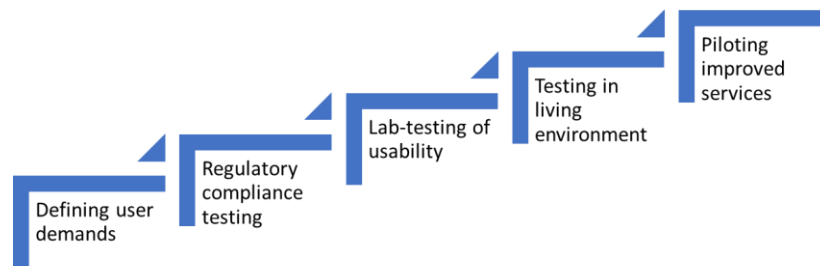 Defining user
demands
Regulatory
compliance
testing
Lab-testing of
usability
Testing in
living
environment
Piloting
improved
services